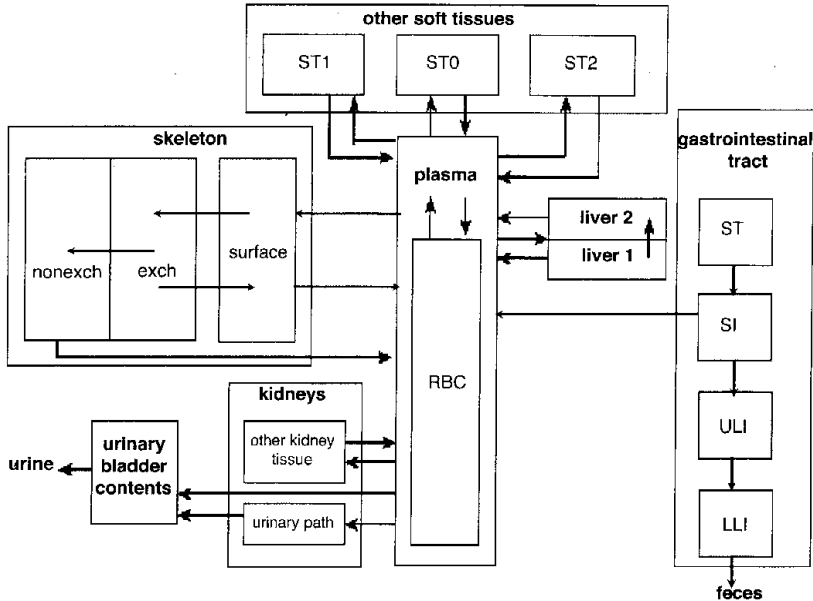 other soft tissues
ST1
ST0
ST2
skeleton
nonexch
exch
surface
plasma
RBC
liver 2
liver 1
gastrointestinal
tract
ST
SI
ULI
LLI
feces
kidneys
other kidney
tissue
urinary path
urinary
bladder
contents
urine